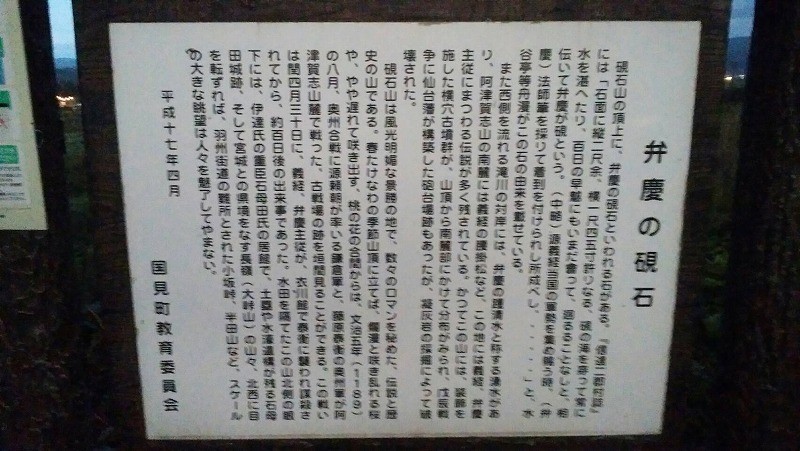 弁慶の硯石
硯石山の頂上に、弁慶の硯石といわれる石がある。『信達二郡村誌』
には「石面に縦二尺余、横一尺四五寸許りなる、硯の海を穿って常に
水を湛へたり、百日の旱魃にもいまだ曽って、涸るることなしと、相
伝いて弁慶が硯という。(中略)源義経当国の軍勢を集め賜う時、(弁
慶)法師筆を採りて着到を付けられし所成べし、・・・・」と、水
谷亭等舟漫がこの石の由来を載せている。
また西側を流れる滝川の対岸には、弁慶の踵清水と称する湧水があ
り、阿津賀志山の南麓には義経の腰掛松など、この地には義経、弁慶
主従にまつわる伝説が多く残されている。かつてこの山には、装飾を
施した横穴古墳群が、山頂から南麓部にかけて分布がみられ、戊辰戦
争に仙台藩が構築した砲台場跡もあったが、凝灰岩の採掘によって破
壊された。
硯石山は風光明媚な景勝の地で、数々のロマンを秘めた、伝説と歴
史の山である。春たけなわの季節山頂に立てば、爛漫と咲き乱れる桜
や、やや遅れて咲き出す、桃の花の合間からは、文治五年(1189)
の八月、奥州合戦に源頼朝が率いる鎌倉軍と、藤原泰衡の奥州軍が阿
津賀志山麓で戦った、古戦場の跡を垣間見ることができる。この戦い
は閏四月三十日に、義経、弁慶主従が、衣川館で泰衡に襲われ謀殺さ
れてから、約百日後の出来事であった。水田を隔てたこの山北側の眼
下には、伊達氏の重臣石母田氏の居館で、土塁や水濠遺構が残る石母
田城跡、そして宮城との県境をなす長嶺(大峠山)の山々、北西に目
を転ずれば、羽州街道の難所とされた小坂峠、半田山など、スケール
の大きな眺望は人々を魅了してやまない。
平成十七年四月
国見町教育委員会